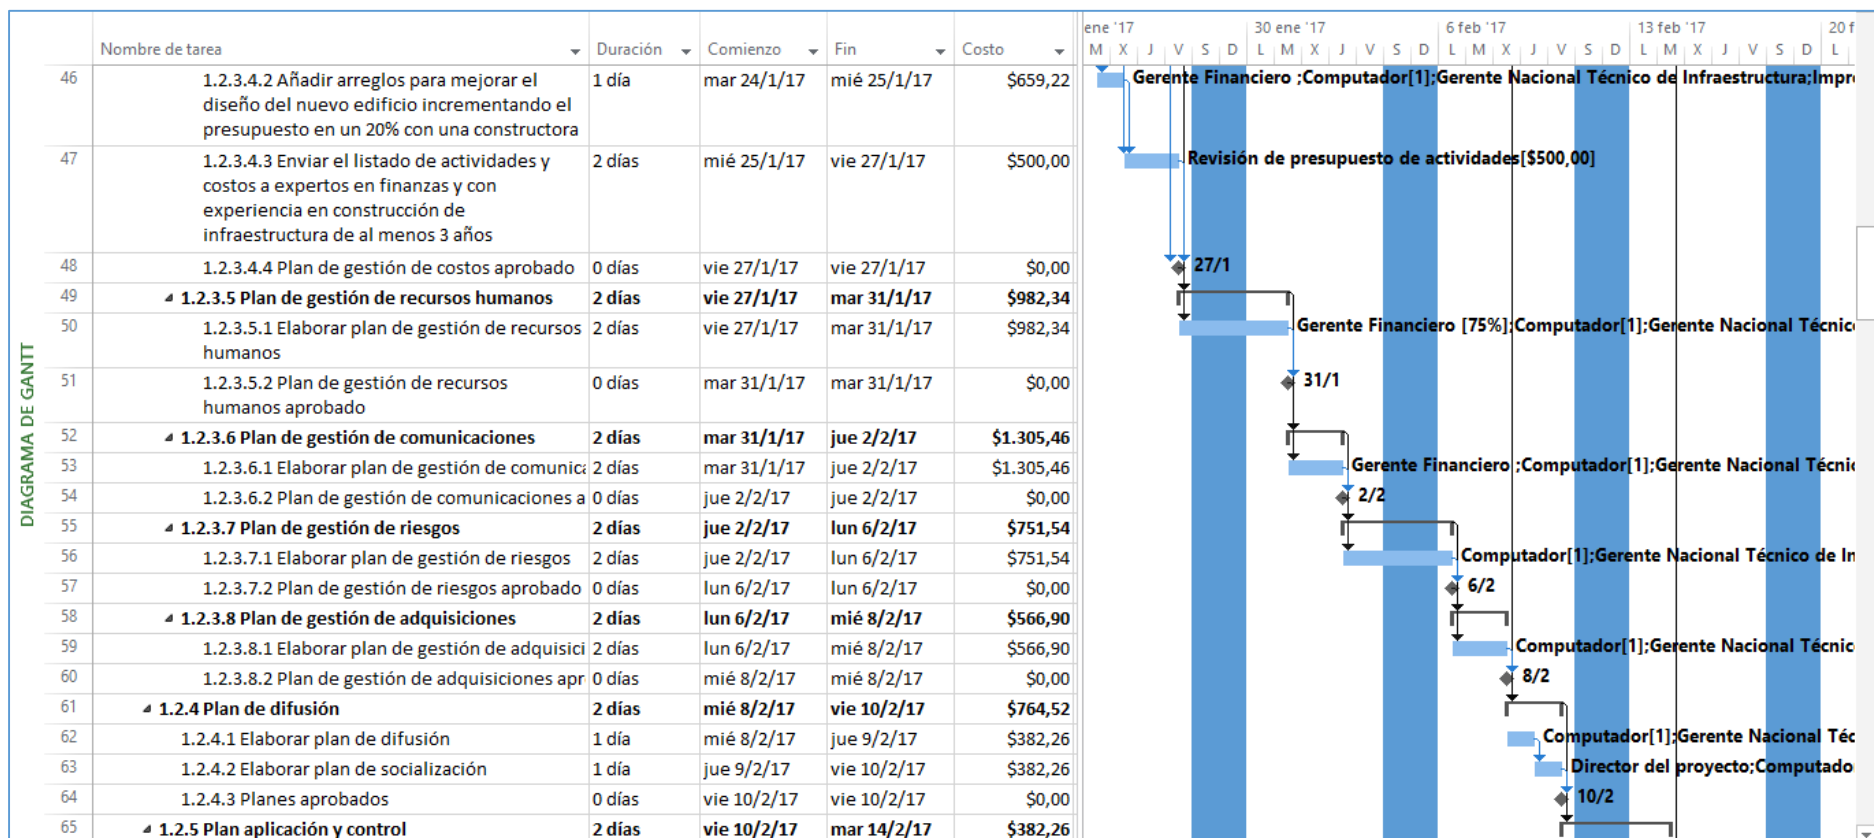 DIAGRAMA DE GANTT
Nombre de tarea Duración Comienzo Fin Costo
ene '17 30 ene '17 6 feb '17 13 feb '17 20 f
M X J V S D L M X J V S D L M X J V S D L M X J V S D L
46 1.2.3.4.2 Añadir arreglos para mejorar el 1 día mar 24/1/17 mié 25/1/17 $659,22 Gerente Financiero ;Computador[1];Gerente Nacional Técnico de Infraestructura;Impre
diseño del nuevo edificio incrementando el
presupuesto en un 20% con una constructora
47 1.2.3.4.3 Enviar el listado de actividades y 2 días mié 25/1/17 vie 27/1/17 $500,00 Revisión de presupuesto de actividades[$500,00]
costos a expertos en finanzas y con
experiencia en construcción de
infraestructura de al menos 3 años
48 1.2.3.4.4 Plan de gestión de costos aprobado 0 días vie 27/1/17 vie 27/1/17 $0,00 27/1
49 1.2.3.5 Plan de gestión de recursos humanos 2 días vie 27/1/17 mar 31/1/17 $982,34
50 1.2.3.5.1 Elaborar plan de gestión de recursos 2 días vie 27/1/17 mar 31/1/17 $982,34 Gerente Financiero [75%];Computador[1];Gerente Nacional Técnico
humanos
51 1.2.3.5.2 Plan de gestión de recursos 0 días mar 31/1/17 mar 31/1/17 $0,00 31/1
humanos aprobado
52 1.2.3.6 Plan de gestión de comunicaciones 2 días mar 31/1/17 jue 2/2/17 $1.305,46
53 1.2.3.6.1 Elaborar plan de gestión de comunica 2 días mar 31/1/17 jue 2/2/17 $1.305,46 Gerente Financiero ;Computador[1];Gerente Nacional Técnic
54 1.2.3.6.2 Plan de gestión de comunicaciones a 0 días jue 2/2/17 jue 2/2/17 $0,00 2/2
55 1.2.3.7 Plan de gestión de riesgos 2 días jue 2/2/17 lun 6/2/17 $751,54
56 1.2.3.7.1 Elaborar plan de gestión de riesgos 2 días jue 2/2/17 lun 6/2/17 $751,54 Computador[1];Gerente Nacional Técnico de In
57 1.2.3.7.2 Plan de gestión de riesgos aprobado 0 días lun 6/2/17 lun 6/2/17 $0,00 6/2
58 1.2.3.8 Plan de gestión de adquisiciones 2 días lun 6/2/17 mié 8/2/17 $566,90
59 1.2.3.8.1 Elaborar plan de gestión de adquisici 2 días lun 6/2/17 mié 8/2/17 $566,90 Computador[1];Gerente Nacional Técnic
60 1.2.3.8.2 Plan de gestión de adquisiciones apr 0 días mié 8/2/17 mié 8/2/17 $0,00 8/2
61 1.2.4 Plan de difusión 2 días mié 8/2/17 vie 10/2/17 $764,52
62 1.2.4.1 Elaborar plan de difusión 1 día mié 8/2/17 jue 9/2/17 $382,26 Computador[1];Gerente Nacional Téc
63 1.2.4.2 Elaborar plan de socialización 1 día jue 9/2/17 vie 10/2/17 $382,26 Director del proyecto;Computado
64 1.2.4.3 Planes aprobados 0 días vie 10/2/17 vie 10/2/17 $0,00 10/2
65 1.2.5 Plan aplicación y control 2 días vie 10/2/17 mar 14/2/17 $382,26